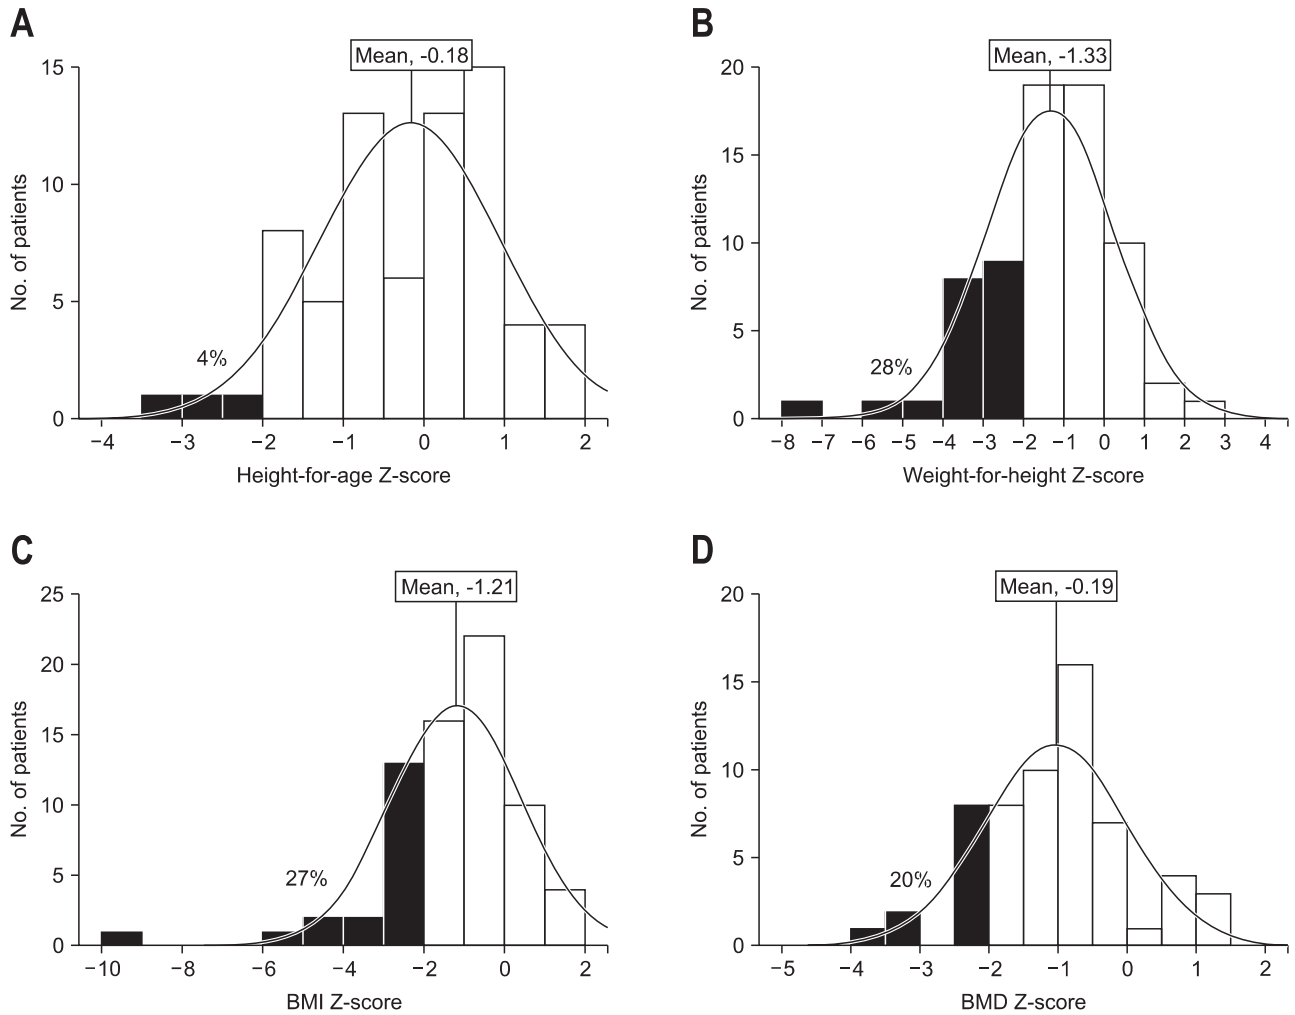 A
Mean, -0.18
15
10
5
0
No. of patients
4%
−4 −3 −2 −1 0 1 2
Height-for-age Z-score
B
Mean, -1.33
20
15
10
5
0
No. of patients
28%
−8 −7 −6 −5 −4 −3 −2 −1 0 1 2 3 4
Weight-for-height Z-score
C
Mean, -1.21
25
20
15
10
5
0
No. of patients
27%
−10 −8 −6 −4 −2 0 2
BMI Z-score
D
Mean, -0.19
20
15
10
5
0
No. of patients
20%
−5 −4 −3 −2 −1 0 1 2
BMD Z-score